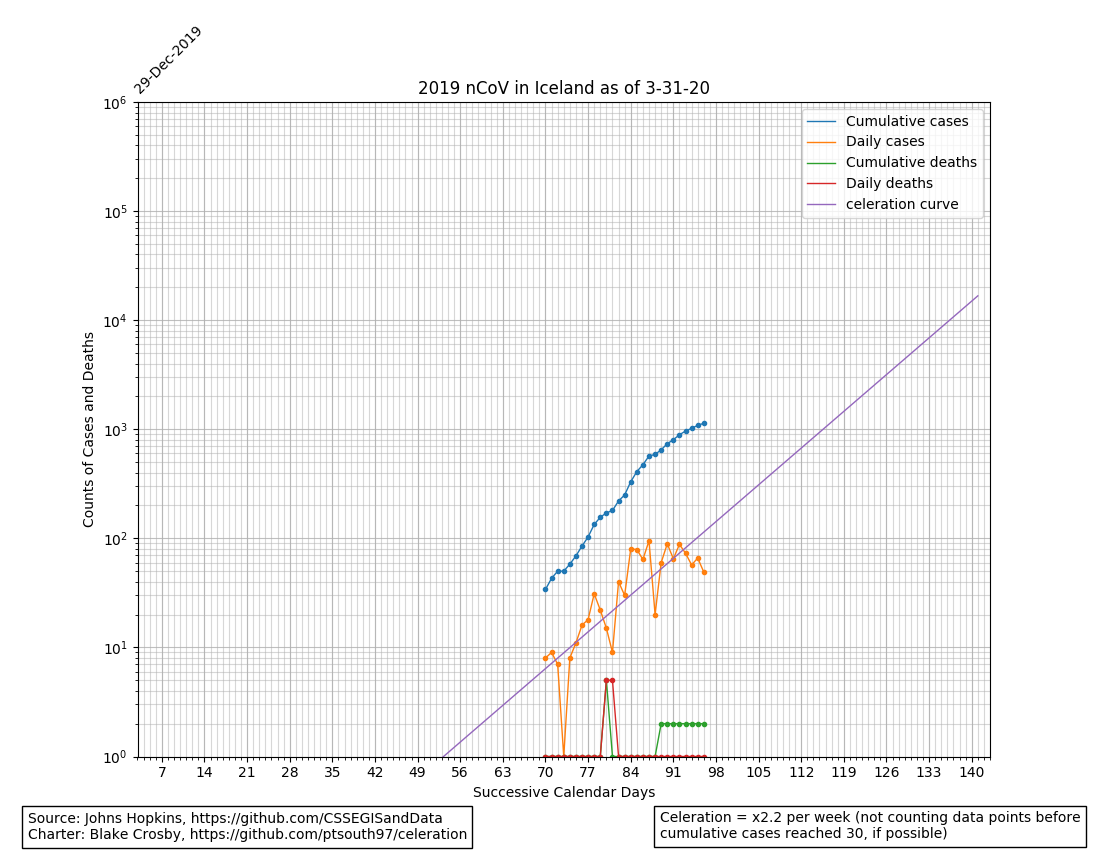 29-Dec-2019
2019 nCoV in Iceland as of 3-31-20
Cumulative cases
Daily cases
Cumulative deaths
Daily deaths
celeration curve
10^6
10^5
10^4
10^3
10^2
10^1
10^0
Counts of Cases and Deaths
7 14 21 28 35 42 49 56 63 70 77 84 91 98 105 112 119 126 133 140
Successive Calendar Days
Source: Johns Hopkins, https://github.com/CSSEGISandData
Charter: Blake Crosby, https://github.com/ptsouth97/celeration
Celeration = x2.2 per week (not counting data points before
cumulative cases reached 30, if possible)